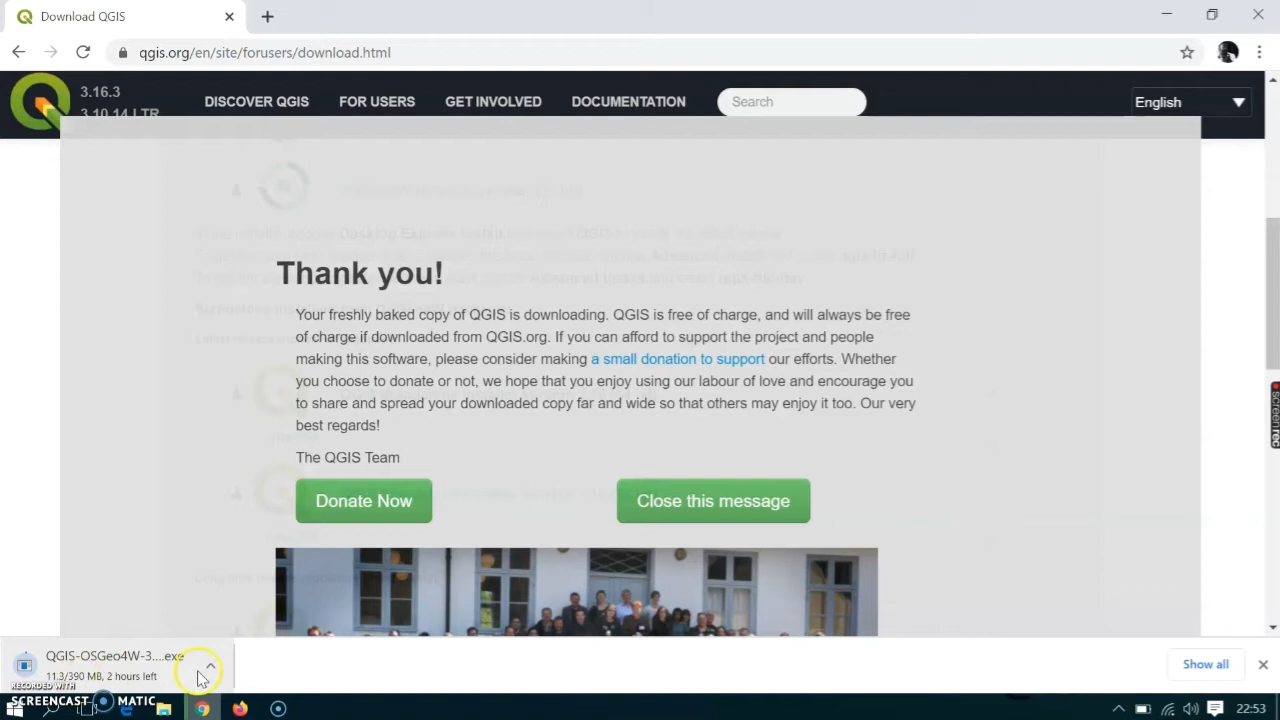 Download QGIS
qgis.org/en/site/forusers/download.html
3.16.3
3.10.14 LTR
DISCOVER QGIS
FOR USERS
GET INVOLVED
DOCUMENTATION
Search
English
Thank you!
Your freshly baked copy of QGIS is downloading. QGIS is free of charge, and will always be free
of charge if downloaded from QGIS.org. If you can afford to support the project and people
making this software, please consider making a small donation to support our efforts. Whether
you choose to donate or not, we hope that you enjoy using our labour of love and encourage you
to share and spread your downloaded copy far and wide so that others may enjoy it too. Our very
best regards!
The QGIS Team
Donate Now
Close this message
screenrec
QGIS-OSGeo4W-3....exe
11.3/390 MB, 2 hours left
Show all
RECORDED WITH
SCREENCAST MATIC
22:53